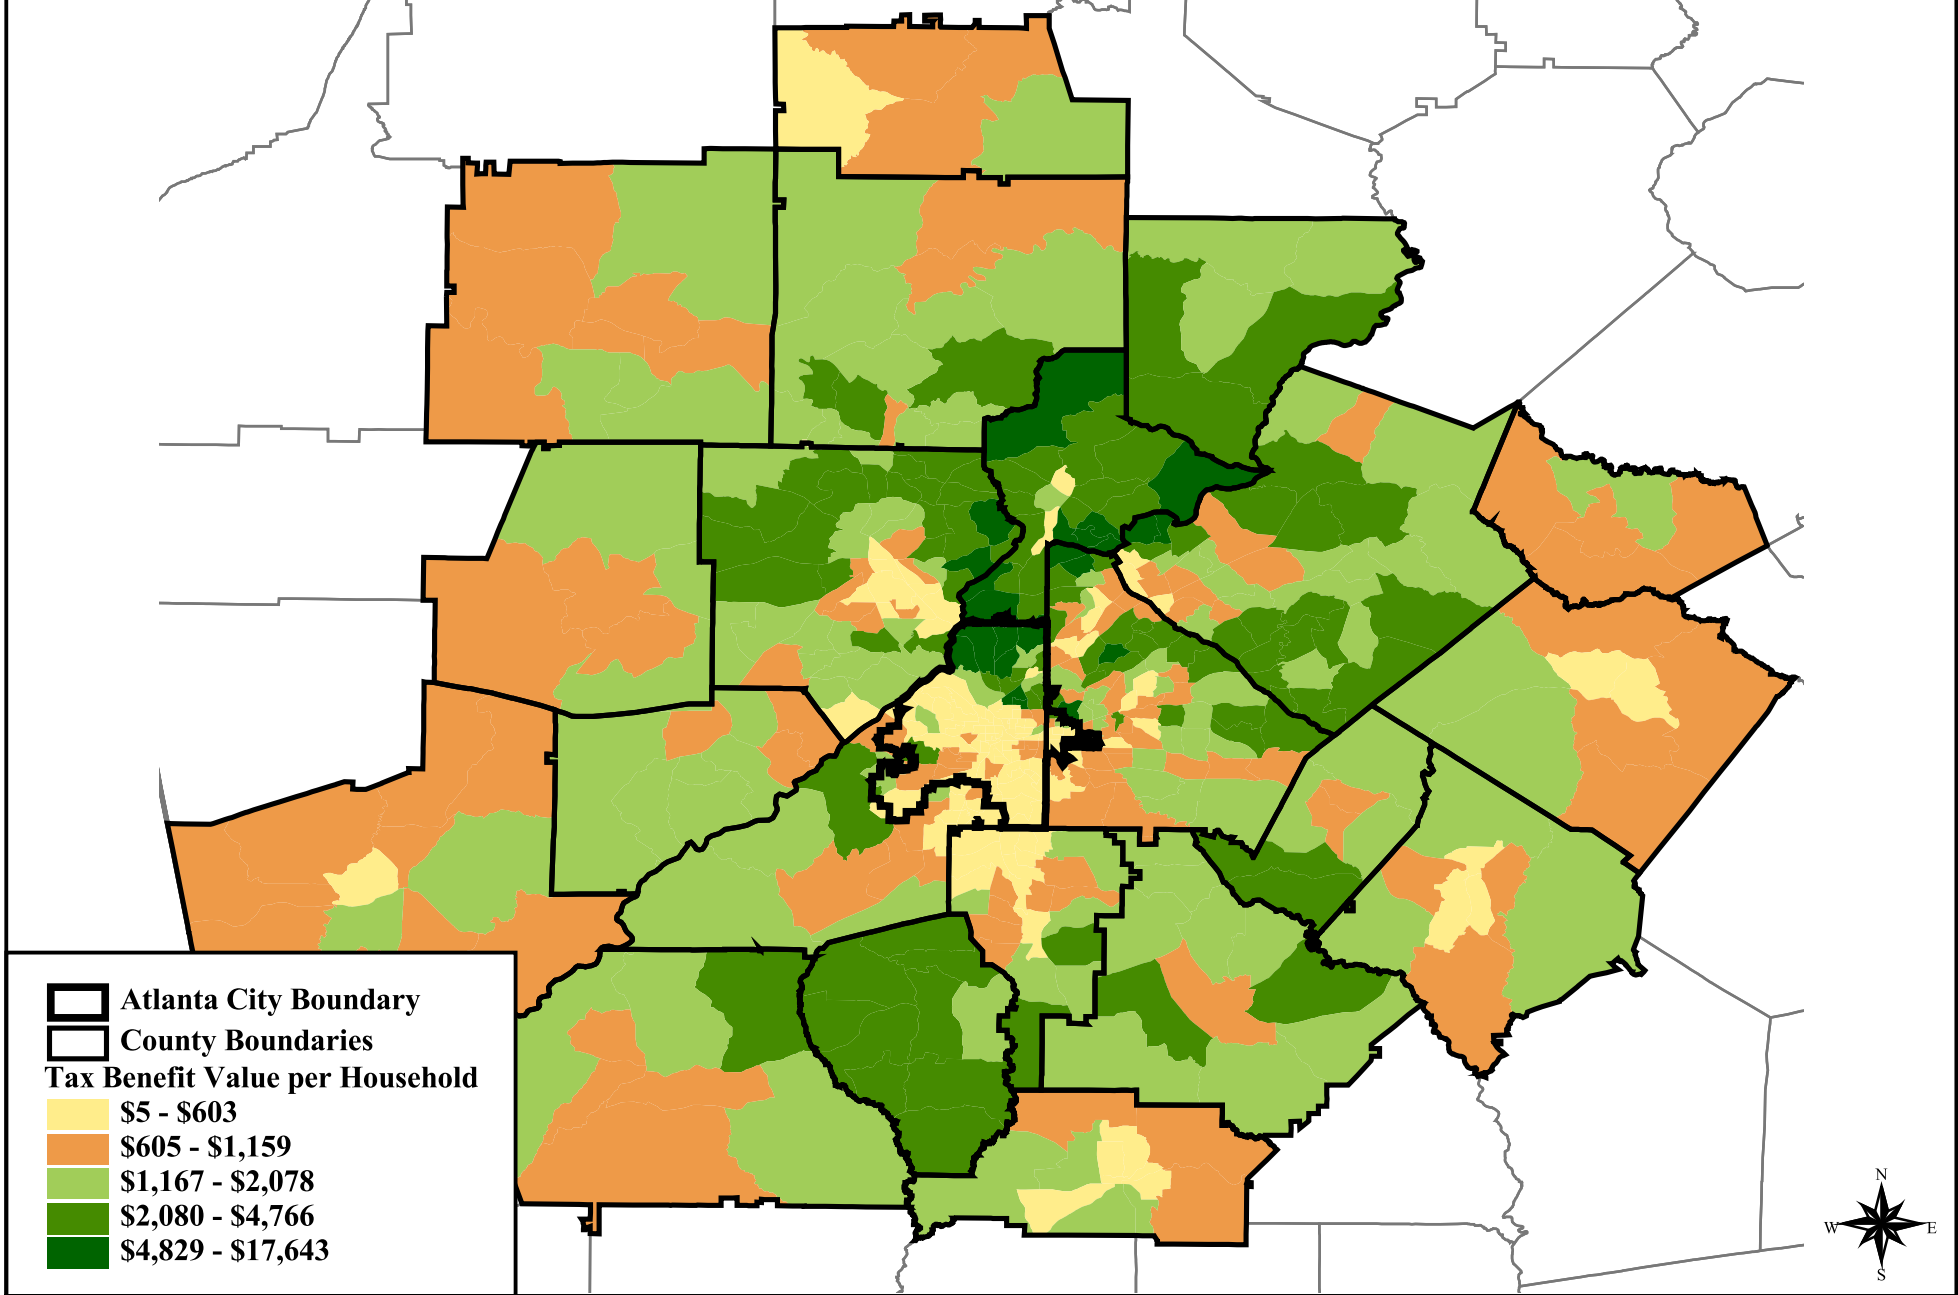 Atlanta City Boundary
County Boundaries
Tax Benefit Value per Household
$5 - $603
$605 - $1,159
$1,167 - $2,078
$2,080 - $4,766
$4,829 - $17,643
N
W E
S